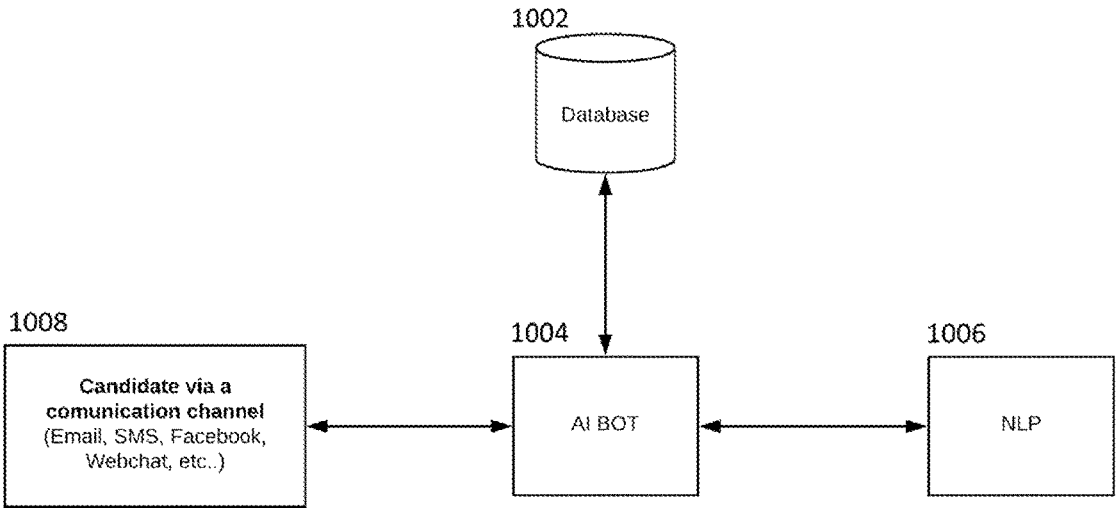 1002
Database
1008
1004
1006
Candidate via a
comunication channel
(Email, SMS, Facebook,
Webchat, etc..)
AI BOT
NLP